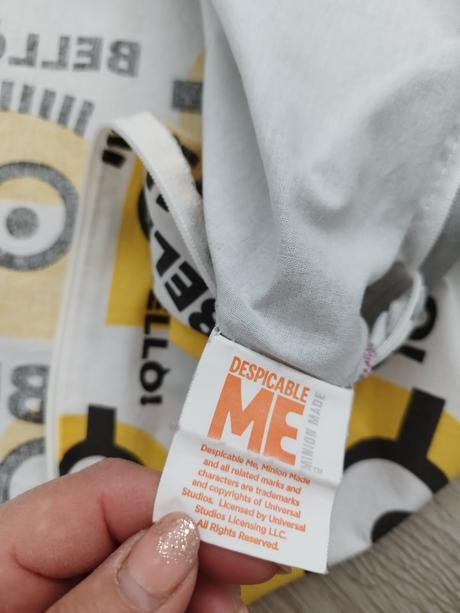 BELLO
BELLO
BELLO!
DESPICABLE
ME™
MINION MADE
Despicable Me, Minion Made
and all related marks and
characters are trademarks
and copyrights of Universal
Studios. Licensed by Universal
Studios Licensing LLC.
All Rights Reserved.